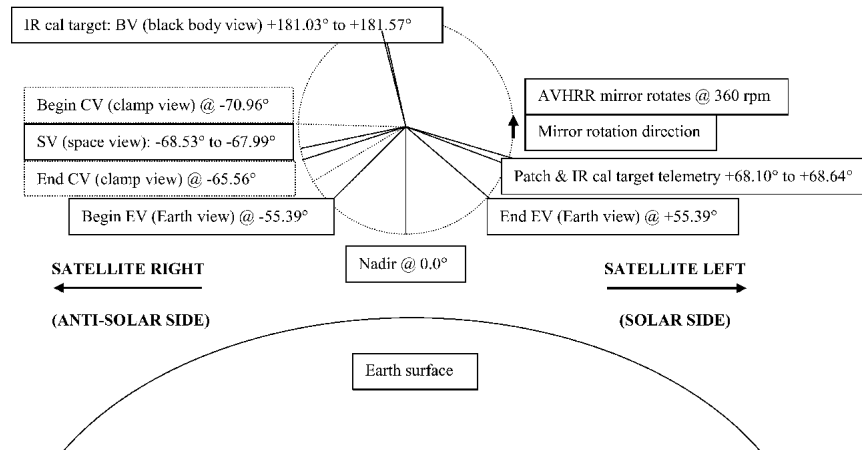 IR cal target: BV (black body view) +181.03° to +181.57°
Begin CV (clamp view) @ -70.96°
AVHRR mirror rotates @ 360 rpm
SV (space view): -68.53° to -67.99°
Mirror rotation direction
End CV (clamp view) @ -65.56°
Patch & IR cal target telemetry +68.10° to +68.64°
Begin EV (Earth view) @ -55.39°
End EV (Earth view) @ +55.39°
Nadir @ 0.0°
SATELLITE RIGHT
SATELLITE LEFT
(ANTI-SOLAR SIDE)
(SOLAR SIDE)
Earth surface